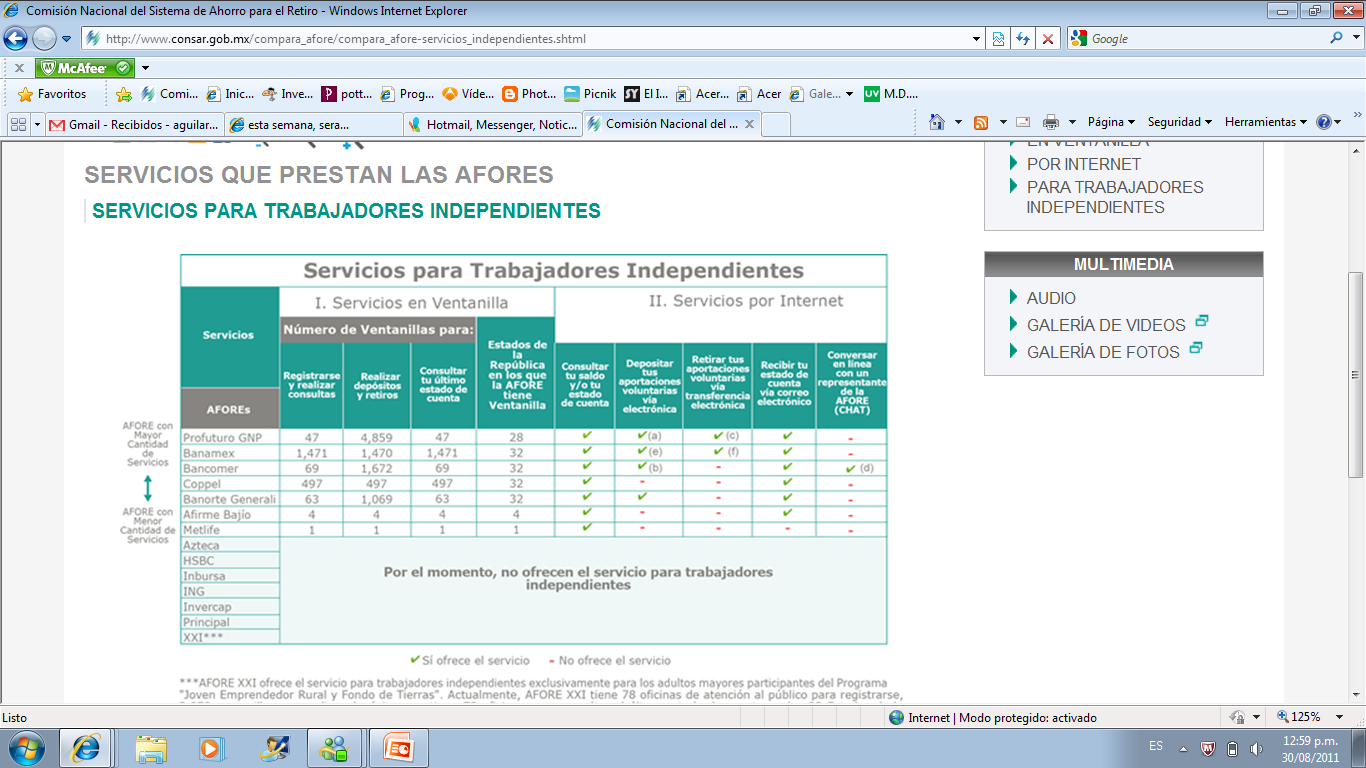 Comisión Nacional del Sistema de Ahorro para el Retiro - Windows Internet Explorer
http://www.consar.gob.mx/compara_afore/compara_afore-servicios_independientes.shtml
Google
McAfee
Favoritos Comi... Inic... Inve... pott... Prog... Víde... Phot... Picnik El I... Acer... Acer Gale... M.D....
Gmail - Recibidos - aguilar... esta semana, sera... Hotmail, Messenger, Notic... Comisión Nacional del ... Página Seguridad Herramientas
SERVICIOS QUE PRESTAN LAS AFORES
SERVICIOS PARA TRABAJADORES INDEPENDIENTES
EN VENTANILLA
POR INTERNET
PARA TRABAJADORES
INDEPENDIENTES
MULTIMEDIA
AUDIO
GALERÍA DE VIDEOS
GALERÍA DE FOTOS
Servicios para Trabajadores Independientes
Servicios
I. Servicios en Ventanilla
II. Servicios por Internet
Número de Ventanillas para:
Registrarse
y realizar
consultas
Realizar
depósitos
y retiros
Consultar
tu último
estado de
cuenta
Estados de
la
República
en los que
la AFORE
tiene
Ventanilla
Consultar
tu saldo
y/o tu
estado
de cuenta
Depositar
tus
aportaciones
voluntarias
vía
electrónica
Retirar tus
aportaciones
voluntarias
vía
transferencia
electrónica
Recibir tu
estado de
cuenta
vía correo
electrónico
Conversar
en línea
con un
representante
de la
AFORE
(CHAT)
AFOREs
AFORE con
Mayor
Cantidad
de
Servicios
AFORE con
Menor
Cantidad de
Servicios
Profuturo GNP 47 4,859 47 28 ✔ ✔(a) ✔(c) ✔ -
Banamex 1,471 1,470 1,471 32 ✔ ✔(e) ✔(f) ✔ -
Bancomer 69 1,672 69 32 ✔ ✔(b) - ✔ ✔(d)
Coppel 497 497 497 32 ✔ - - ✔ -
Banorte Generali 63 1,069 63 32 ✔ ✔ - ✔ -
Afirme Bajío 4 4 4 4 ✔ - - ✔ -
Metlife 1 1 1 1 ✔ - - - -
Azteca
HSBC
Inbursa
ING
Invercap
Principal
XXI***
Por el momento, no ofrecen el servicio para trabajadores
independientes
✔ Sí ofrece el servicio - No ofrece el servicio
***AFORE XXI ofrece el servicio para trabajadores independientes exclusivamente para los adultos mayores participantes del Programa
"Joven Emprendedor Rural y Fondo de Tierras". Actualmente, AFORE XXI tiene 78 oficinas de atención al público para registrarse,
Listo
Internet | Modo protegido: activado
125%
ES
12:59 p.m.
30/08/2011